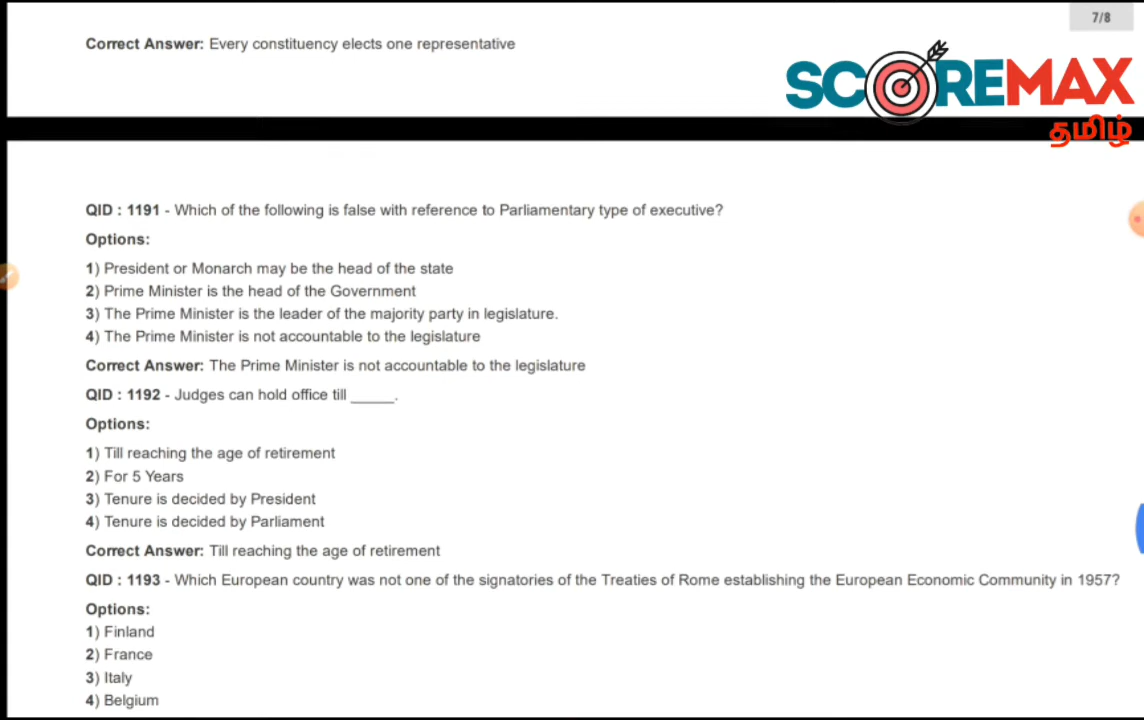 7/8
Correct Answer: Every constituency elects one representative
SCOREMAX
தமிழ்
QID : 1191 - Which of the following is false with reference to Parliamentary type of executive?
Options:
1) President or Monarch may be the head of the state
2) Prime Minister is the head of the Government
3) The Prime Minister is the leader of the majority party in legislature.
4) The Prime Minister is not accountable to the legislature
Correct Answer: The Prime Minister is not accountable to the legislature
QID : 1192 - Judges can hold office till _____.
Options:
1) Till reaching the age of retirement
2) For 5 Years
3) Tenure is decided by President
4) Tenure is decided by Parliament
Correct Answer: Till reaching the age of retirement
QID : 1193 - Which European country was not one of the signatories of the Treaties of Rome establishing the European Economic Community in 1957?
Options:
1) Finland
2) France
3) Italy
4) Belgium